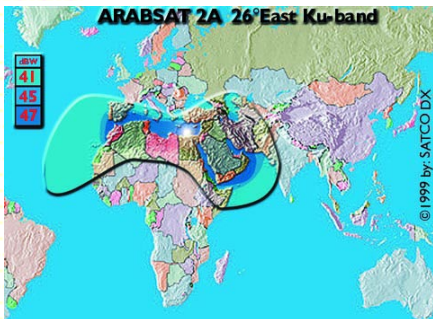 ARABSAT 2A 26°East Ku-band
dBW
41
45
47
©1999 by: SATCO DX